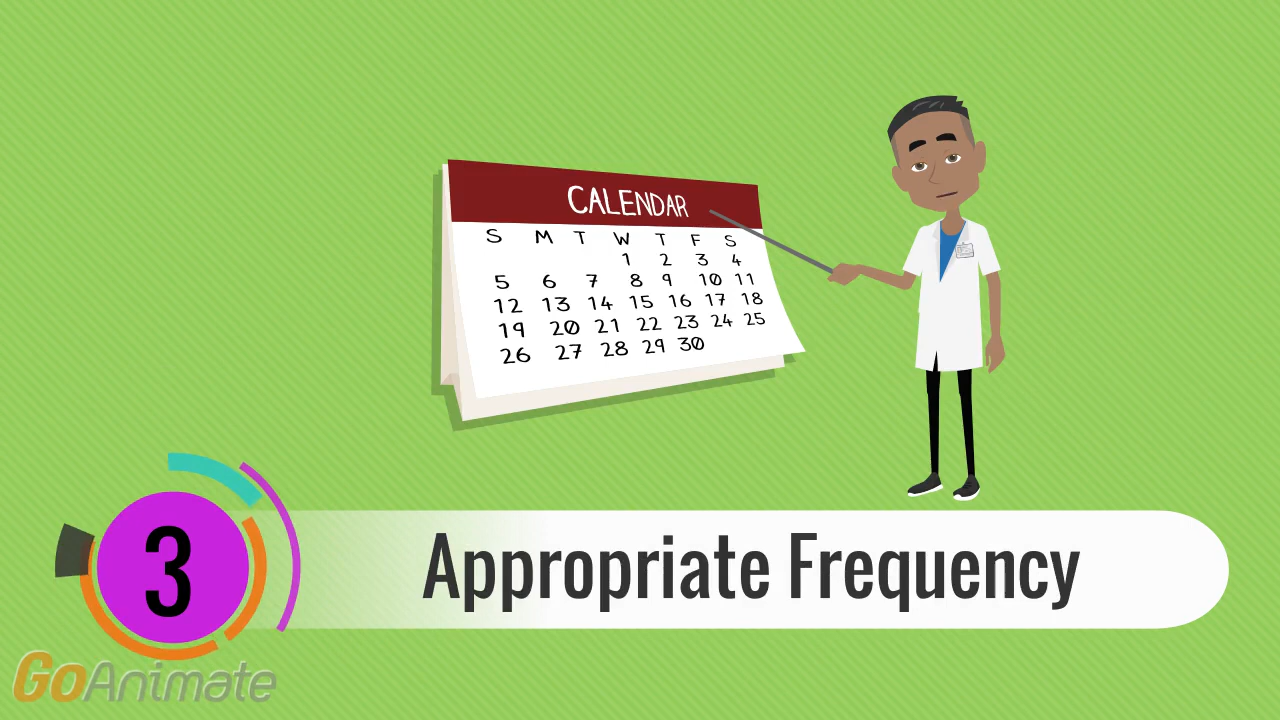 CALENDAR
S M T W T F S
1 2 3 4
5 6 7 8 9 10 11
12 13 14 15 16 17 18
19 20 21 22 23 24 25
26 27 28 29 30
3 Appropriate Frequency
GoAnimate